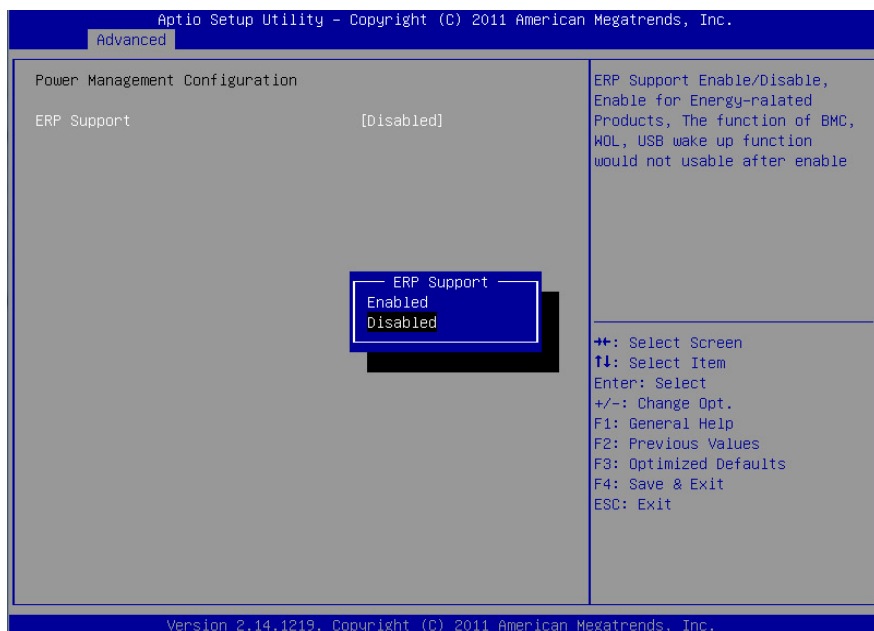 Aptio Setup Utility – Copyright (C) 2011 American Megatrends, Inc.
Advanced
Power Management Configuration
ERP Support [Disabled]
ERP Support
Enabled
Disabled
ERP Support Enable/Disable,
Enable for Energy-ralated
Products, The function of BMC,
WOL, USB wake up function
would not usable after enable
→←: Select Screen
↑↓: Select Item
Enter: Select
+/-: Change Opt.
F1: General Help
F2: Previous Values
F3: Optimized Defaults
F4: Save & Exit
ESC: Exit
Version 2.14.1219. Copyright (C) 2011 American Megatrends, Inc.